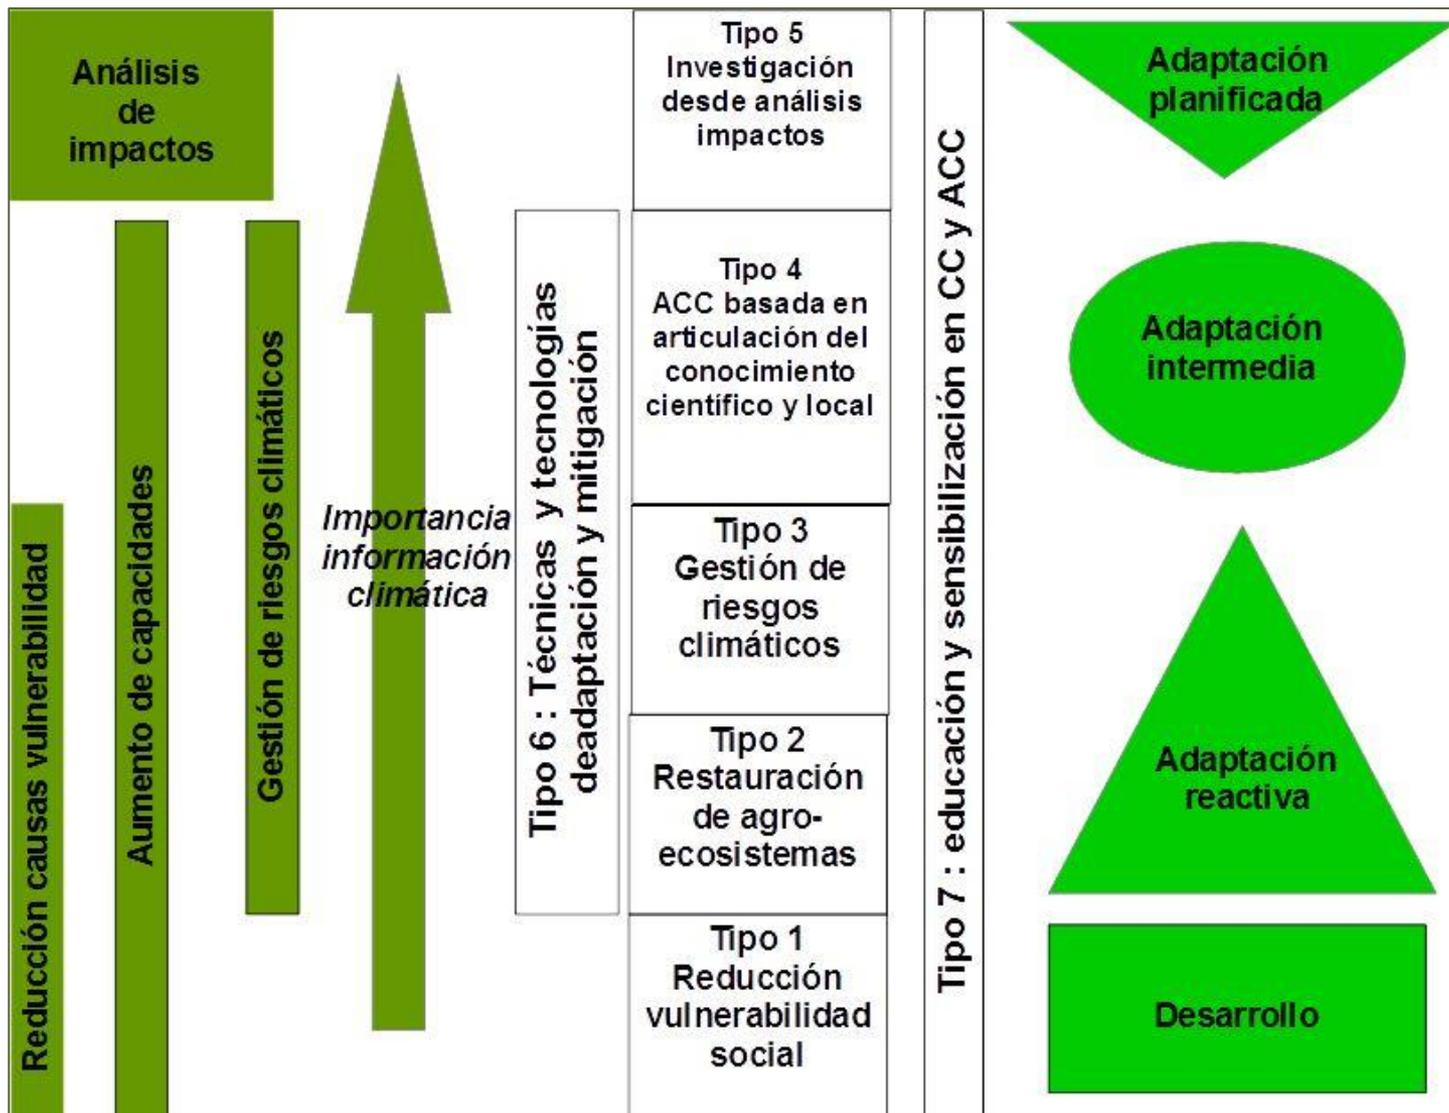 Análisis
de
impactos
Reducción causas vulnerabilidad
Aumento de capacidades
Gestión de riesgos climáticos
Importancia
información
climática
Tipo 6 : Técnicas y tecnologías
deadaptación y mitigación
Tipo 5
Investigación
desde análisis
impactos
Tipo 4
ACC basada en
articulación del
conocimiento
científico y local
Tipo 3
Gestión de
riesgos
climáticos
Tipo 2
Restauración
de agro-
ecosistemas
Tipo 1
Reducción
vulnerabilidad
social
Tipo 7 : educación y sensibilización en CC y ACC
Adaptación
planificada
Adaptación
intermedia
Adaptación
reactiva
Desarrollo